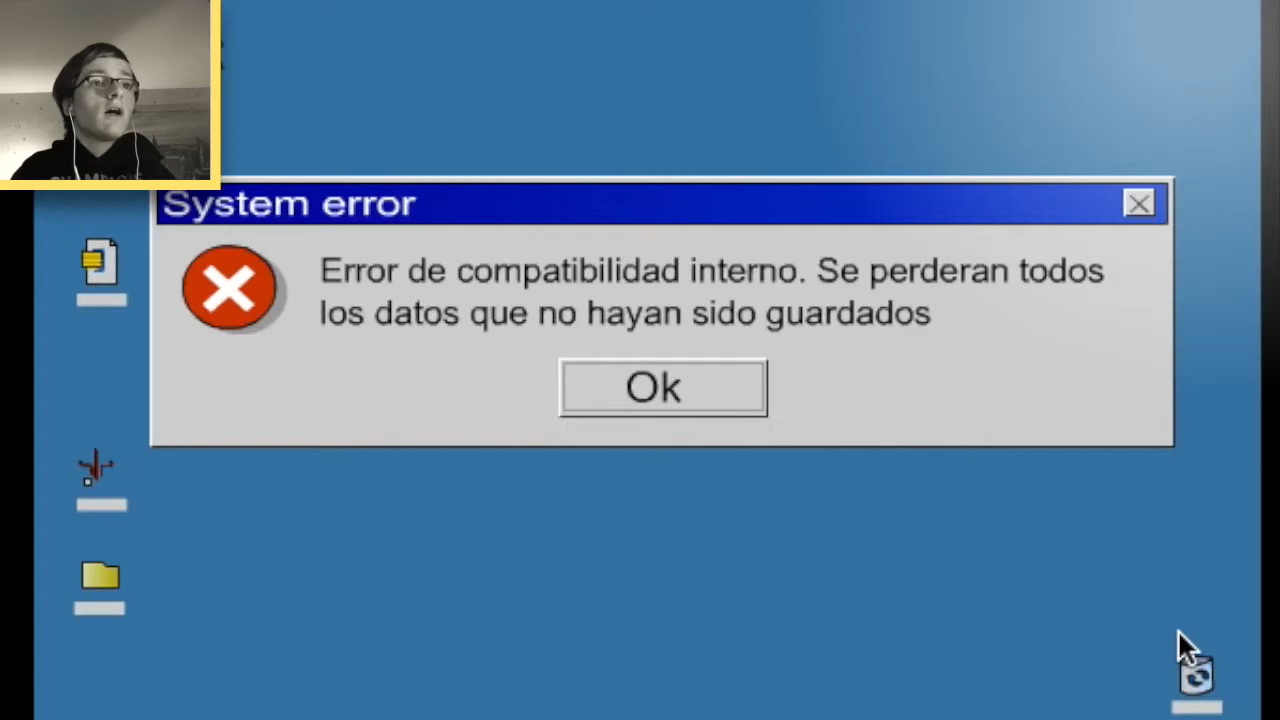 System error
Error de compatibilidad interno. Se perderan todos
los datos que no hayan sido guardados
Ok